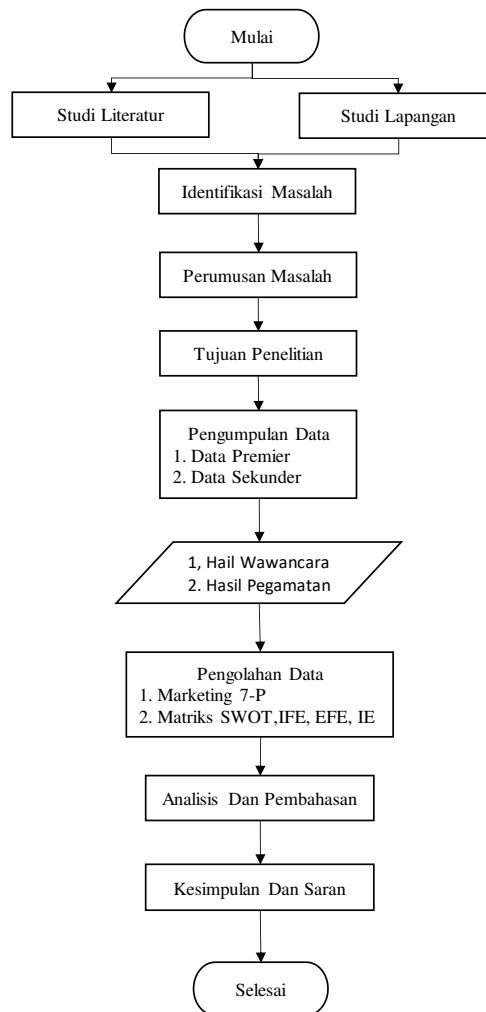 Mulai
Studi Literatur
Studi Lapangan
Identifikasi Masalah
Perumusan Masalah
Tujuan Penelitian
Pengumpulan Data
1. Data Premier
2. Data Sekunder
1, Hail Wawancara
2. Hasil Pegamatan
Pengolahan Data
1. Marketing 7-P
2. Matriks SWOT,IFE, EFE, IE
Analisis Dan Pembahasan
Kesimpulan Dan Saran
Selesai